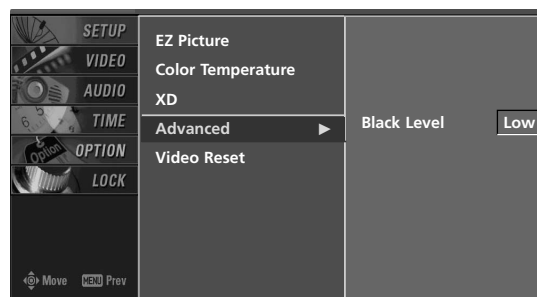 SETUP
VIDEO
AUDIO
TIME
OPTION
LOCK
Move MENU Prev
EZ Picture
Color Temperature
XD
Advanced ▶
Video Reset
Black Level Low